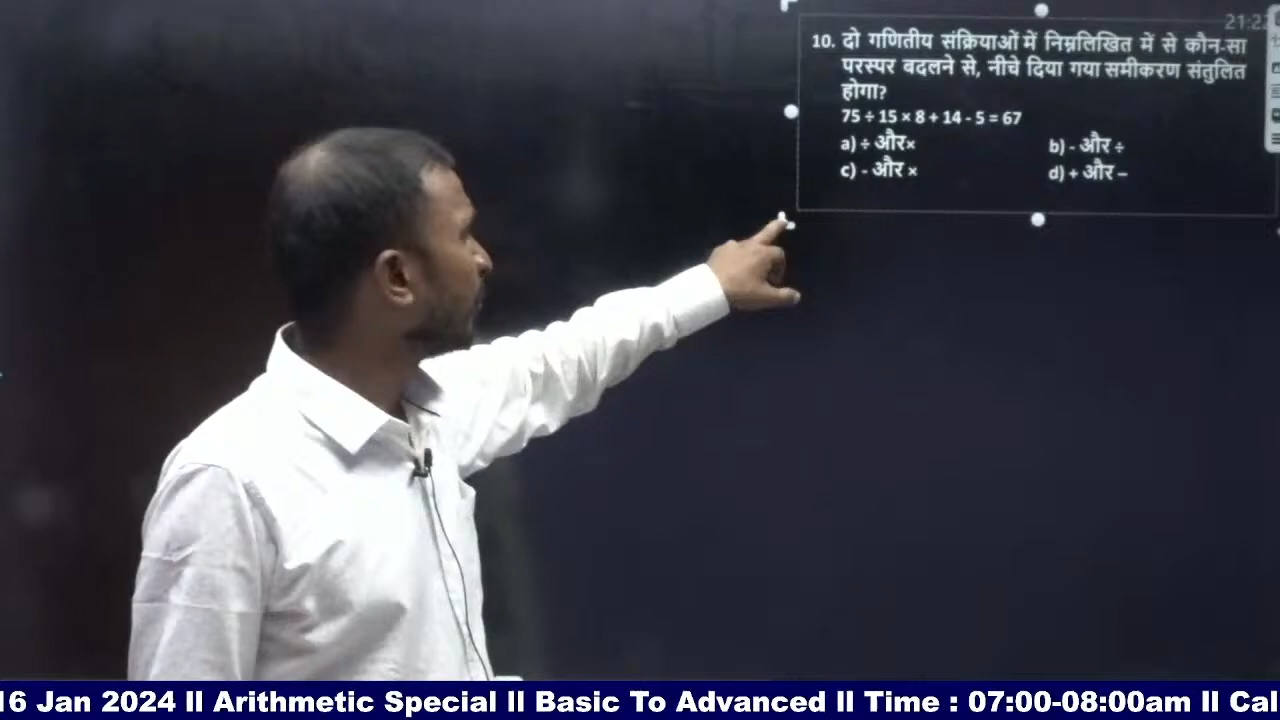 21:22
10. दो गणितीय संक्रियाओं में निम्नलिखित में से कौन-सा
परस्पर बदलने से, नीचे दिया गया समीकरण संतुलित
होगा?
75 ÷ 15 × 8 + 14 - 5 = 67
a) ÷ और× b) - और ÷
c) - और × d) + और –
16 Jan 2024 II Arithmetic Special II Basic To Advanced II Time : 07:00-08:00am II Cal